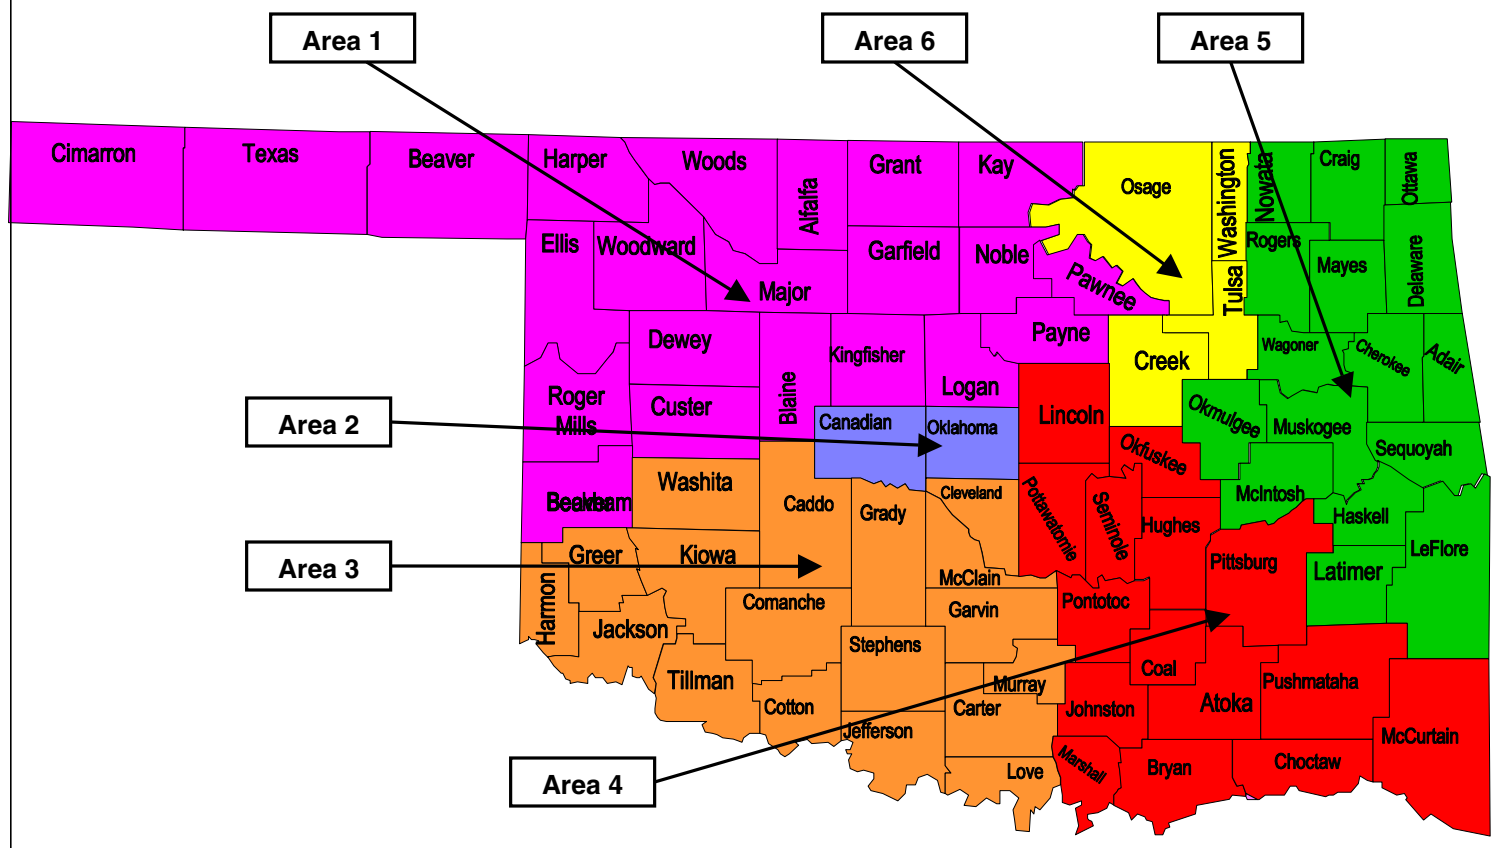 Area 1
Area 6
Area 5
Cimarron
Texas
Beaver
Harper
Woods
Alfalfa
Grant
Kay
Osage
Washington
Nowata
Craig
Ottawa
Ellis
Woodward
Major
Garfield
Noble
Pawnee
Tulsa
Rogers
Mayes
Delaware
Dewey
Blaine
Kingfisher
Logan
Payne
Creek
Wagoner
Cherokee
Adair
Roger
Mills
Custer
Area 2
Canadian
Oklahoma
Lincoln
Okfuskee
Okmulgee
Muskogee
Sequoyah
Beckham
Washita
Caddo
Grady
Cleveland
Pottawatomie
Seminole
Hughes
McIntosh
Haskell
LeFlore
Area 3
Harmon
Greer
Kiowa
Comanche
McClain
Garvin
Pontotoc
Pittsburg
Latimer
Jackson
Tillman
Cotton
Stephens
Jefferson
Murray
Carter
Love
Johnston
Coal
Atoka
Pushmataha
McCurtain
Area 4
Marshall
Bryan
Choctaw